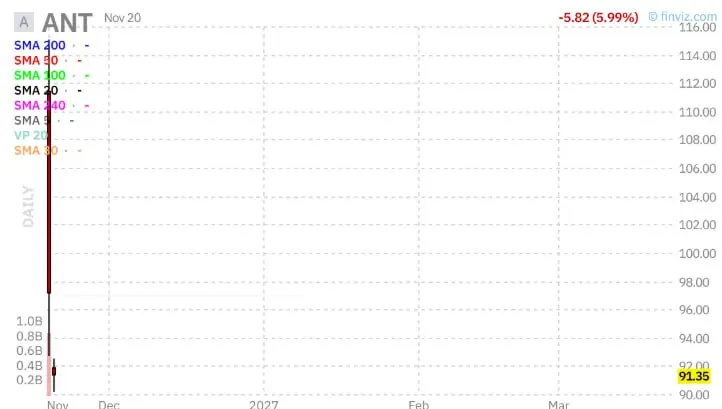 A ANT Nov 20 -5.82 (5.99%) © finviz.com
116.00
SMA 200 · -
SMA 50 · -
114.00
SMA 100 · -
SMA 20 · -
112.00
SMA 240 · -
110.00
SMA 5 · -
VP 20
108.00
SMA 30 · -
106.00
DAILY
104.00
102.00
100.00
98.00
96.00
1.0B
0.8B
94.00
0.6B
0.4B
92.00
91.35
0.2B
90.00
Nov Dec 2027 Feb Mar